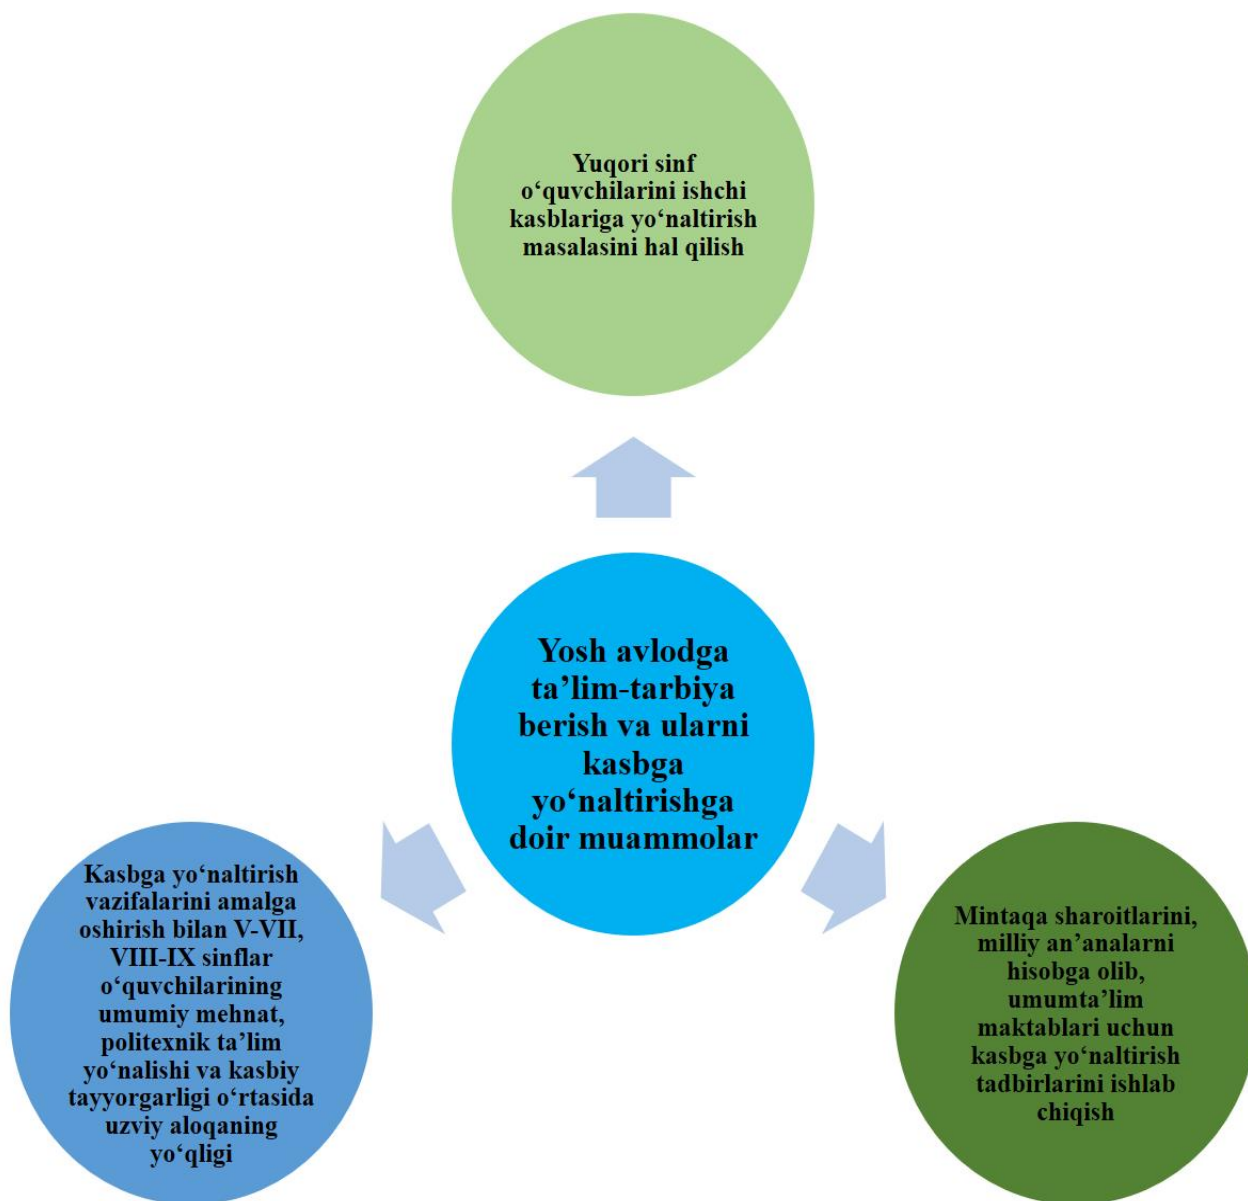 Yuqori sinf
o‘quvchilarini ishchi
kasblariga yo‘naltirish
masalasini hal qilish
Yosh avlodga
ta’lim-tarbiya
berish va ularni
kasbga
yo‘naltirishga
doir muammolar
Kasbga yo‘naltirish
vazifalarini amalga
oshirish bilan V-VII,
VIII-IX sinflar
o‘quvchilarining
umumiy mehnat,
politexnik ta’lim
yo‘nalishi va kasbiy
tayyorgarligi o‘rtasida
uzviy aloqaning
yo‘qligi
Mintaqa sharoitlarini,
milliy an’analarni
hisobga olib,
umumta’lim
maktablari uchun
kasbga yo‘naltirish
tadbirlarini ishlab
chiqish